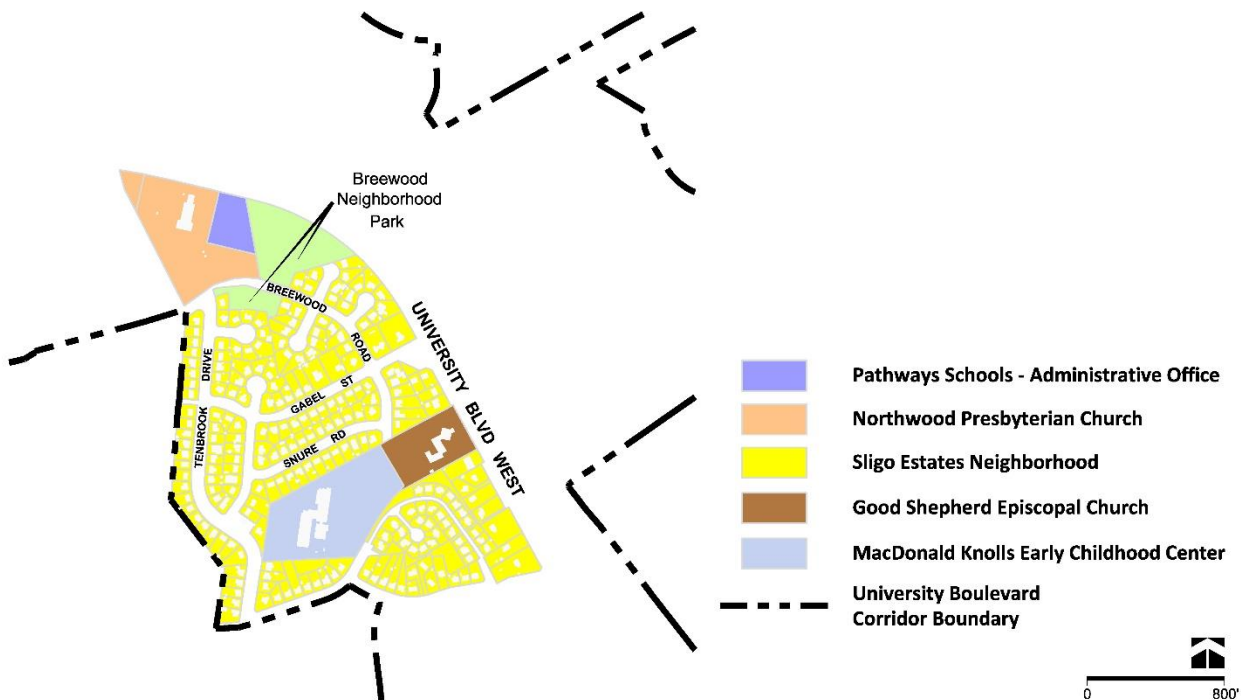 Breewood
Neighborhood
Park
BREEWOOD
ROAD
UNIVERSITY BLVD WEST
DRIVE
TENBROOK
GABEL ST
SNURE RD
Pathways Schools - Administrative Office
Northwood Presbyterian Church
Sligo Estates Neighborhood
Good Shepherd Episcopal Church
MacDonald Knolls Early Childhood Center
University Boulevard
Corridor Boundary
0 800'